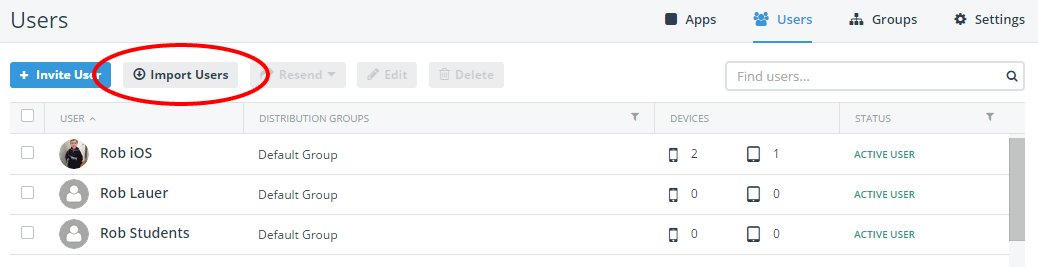 Users Apps Users Groups Settings
+ Invite User Import Users Resend Edit Delete Find users...
USER DISTRIBUTION GROUPS DEVICES STATUS
Rob iOS Default Group 2 1 ACTIVE USER
Rob Lauer Default Group 0 0 ACTIVE USER
Rob Students Default Group 0 0 ACTIVE USER